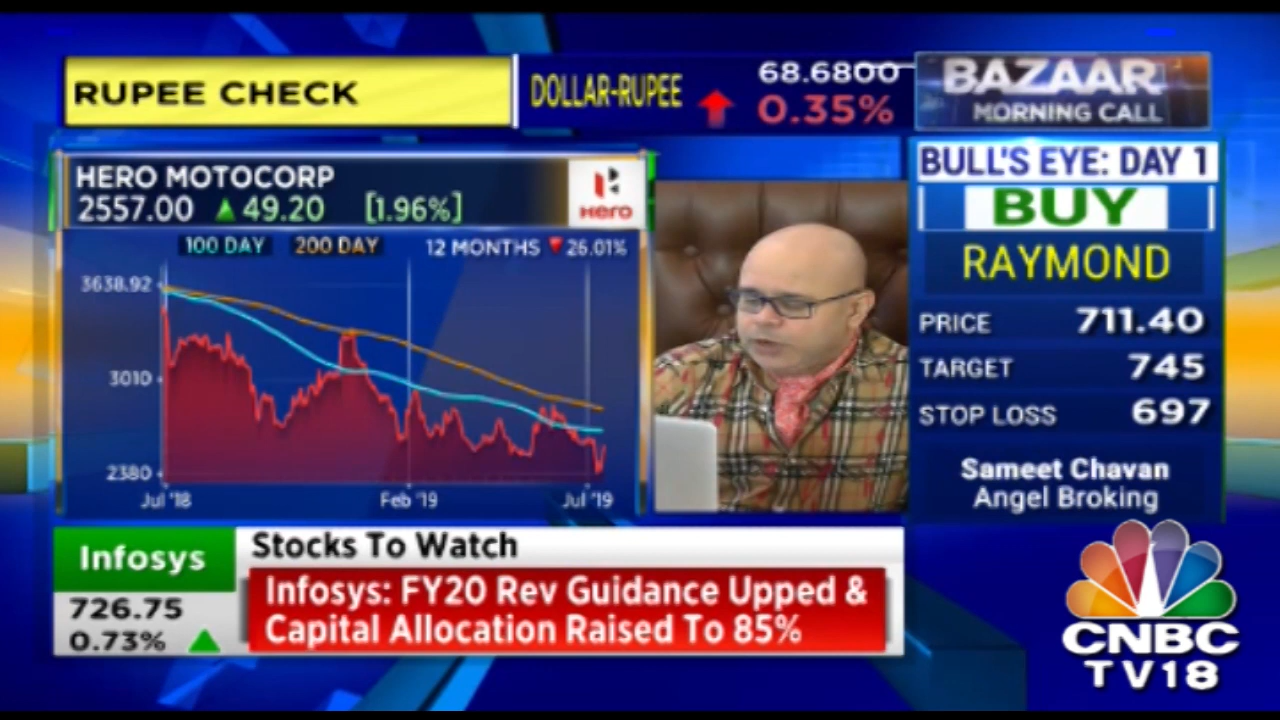 RUPEE CHECK
DOLLAR-RUPEE
68.6800
0.35%
BAZAAR
MORNING CALL
HERO MOTOCORP
2557.00 ▲ 49.20 [1.96%]
Hero
100 DAY 200 DAY 12 MONTHS ▼ 26.01%
3638.92
3010
2380
Jul '18 Feb '19 Jul '19
BULL'S EYE: DAY 1
BUY
RAYMOND
PRICE 711.40
TARGET 745
STOP LOSS 697
Sameet Chavan
Angel Broking
Infosys
726.75
0.73% ▲
Stocks To Watch
Infosys: FY20 Rev Guidance Upped &
Capital Allocation Raised To 85%
CNBC
TV18